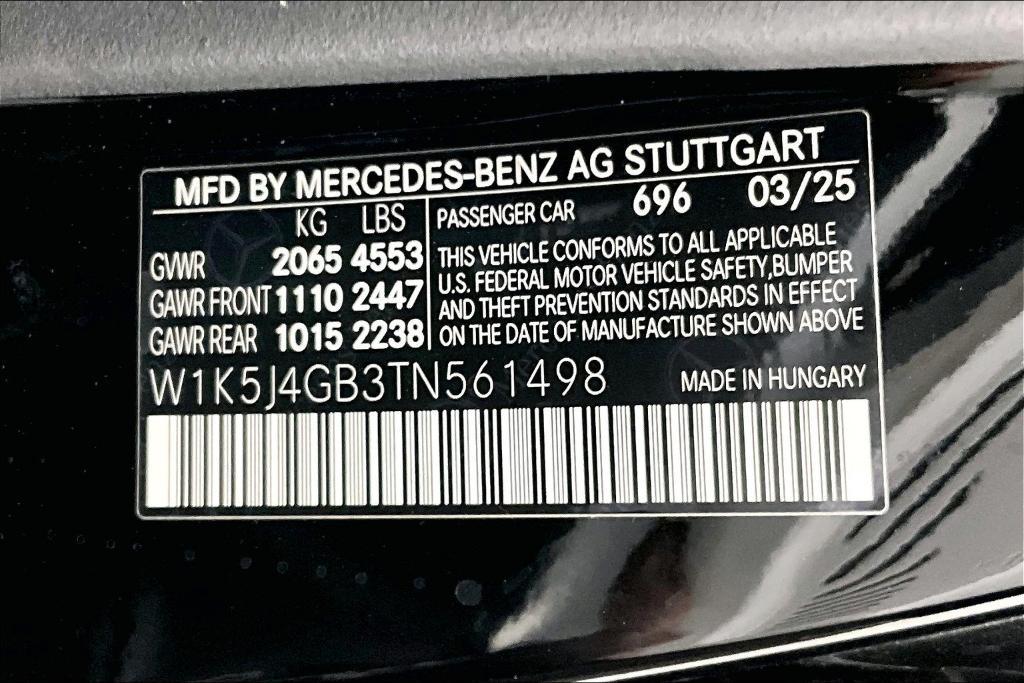 MFD BY MERCEDES-BENZ AG STUTTGART
KG LBS
GVWR 2065 4553
GAWR FRONT 1110 2447
GAWR REAR 1015 2238
PASSENGER CAR 696 03/25
THIS VEHICLE CONFORMS TO ALL APPLICABLE
U.S. FEDERAL MOTOR VEHICLE SAFETY,BUMPER
AND THEFT PREVENTION STANDARDS IN EFFECT
ON THE DATE OF MANUFACTURE SHOWN ABOVE
W1K5J4GB3TN561498
MADE IN HUNGARY